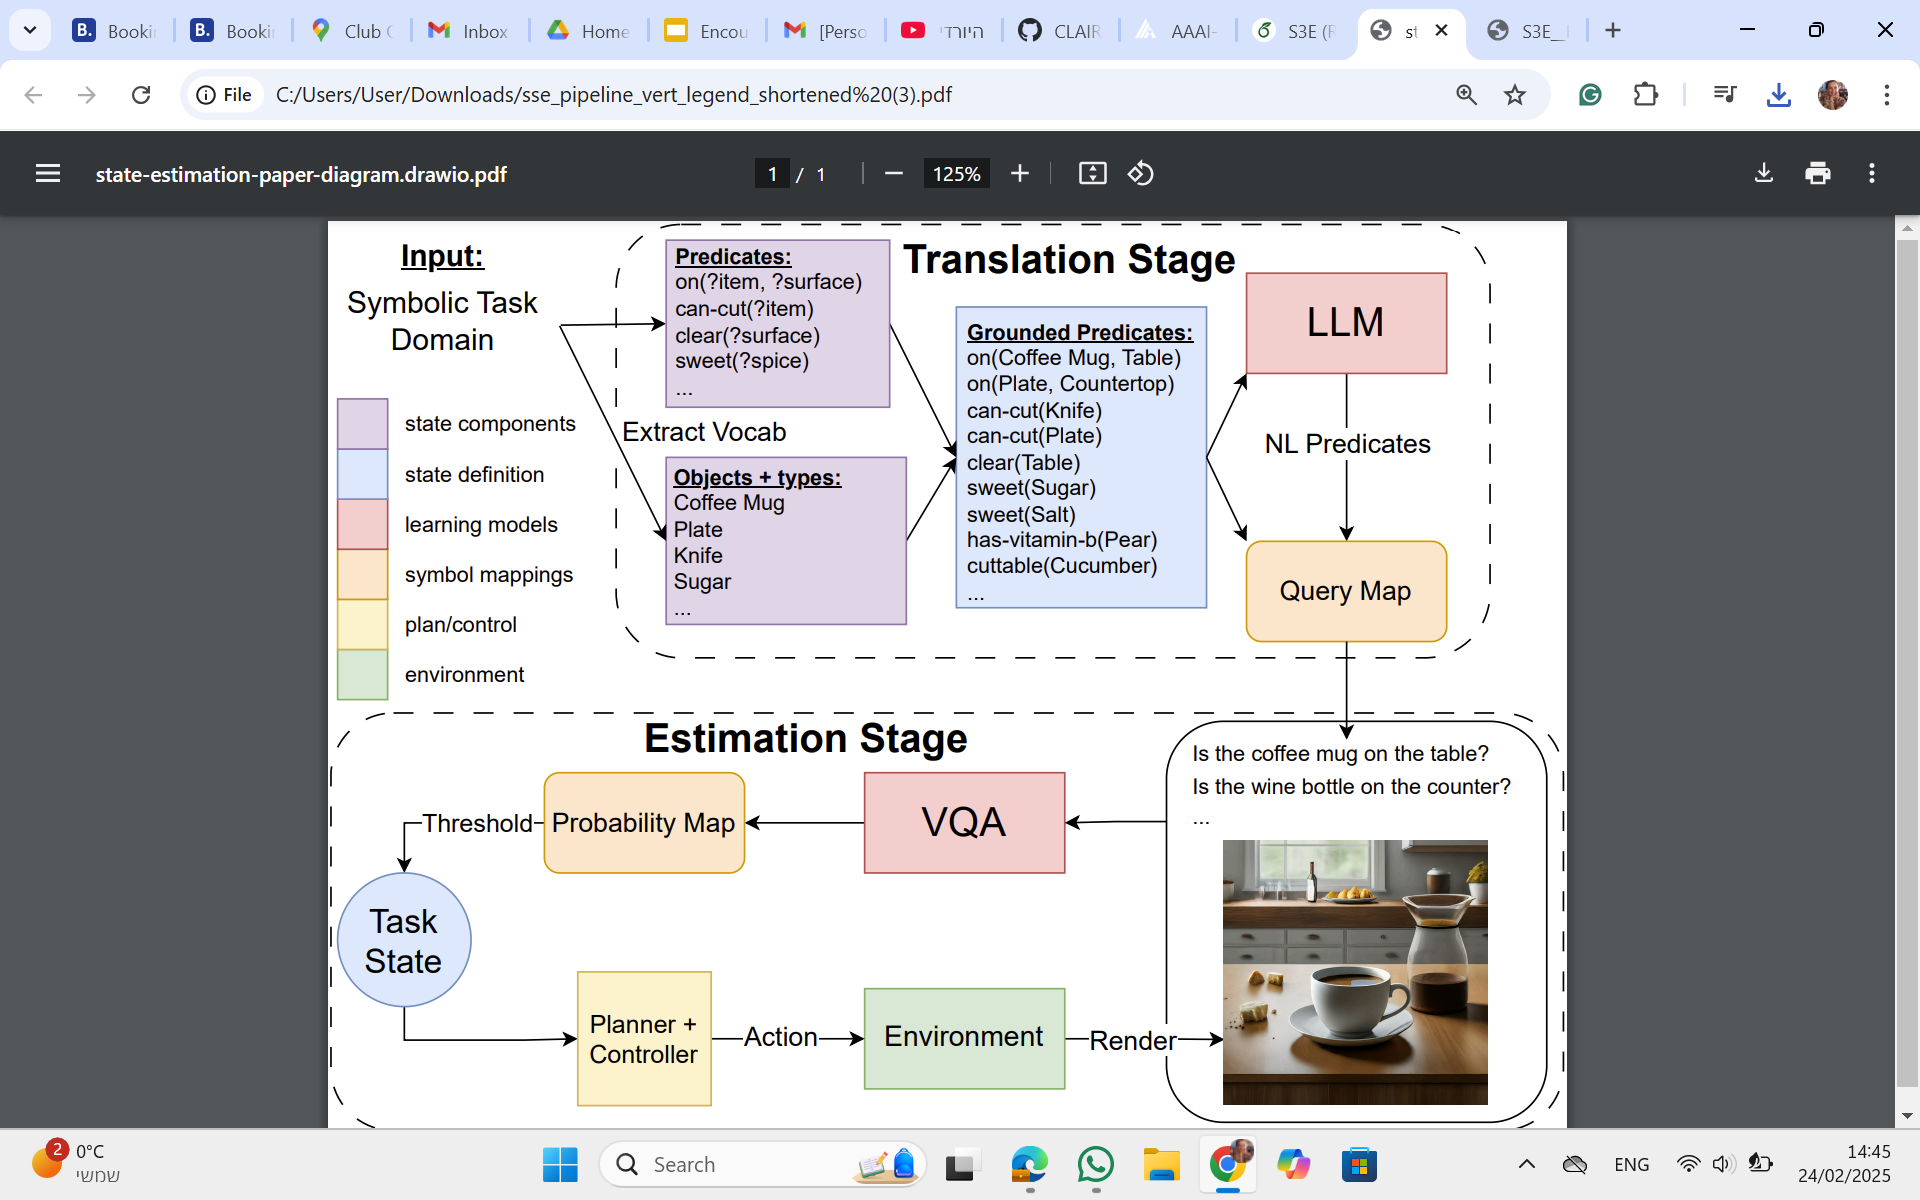 Booki
Booki
Club C
Inbox
Home
Encou
[Perso
היורדי
CLAIR
AAAI-
S3E (R
st
S3E_
File
C:/Users/User/Downloads/sse_pipeline_vert_legend_shortened%20(3).pdf
state-estimation-paper-diagram.drawio.pdf
1 / 1
125%
Input:
Symbolic Task
Domain
state components
state definition
learning models
symbol mappings
plan/control
environment
Translation Stage
Predicates:
on(?item, ?surface)
can-cut(?item)
clear(?surface)
sweet(?spice)
...
Extract Vocab
Objects + types:
Coffee Mug
Plate
Knife
Sugar
...
Grounded Predicates:
on(Coffee Mug, Table)
on(Plate, Countertop)
can-cut(Knife)
can-cut(Plate)
clear(Table)
sweet(Sugar)
sweet(Salt)
has-vitamin-b(Pear)
cuttable(Cucumber)
...
LLM
NL Predicates
Query Map
Estimation Stage
Is the coffee mug on the table?
Is the wine bottle on the counter?
...
VQA
Probability Map
Threshold
Task
State
Planner +
Controller
Action
Environment
Render
2
0°C
שמשי
Search
ENG
14:45
24/02/2025